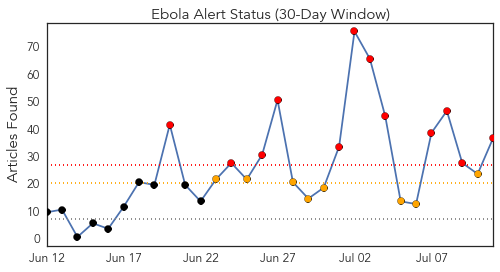 Ebola Alert Status (30-Day Window)
Articles Found
70
60
50
40
30
20
10
0
Jun 12
Jun 17
Jun 22
Jun 27
Jul 02
Jul 07